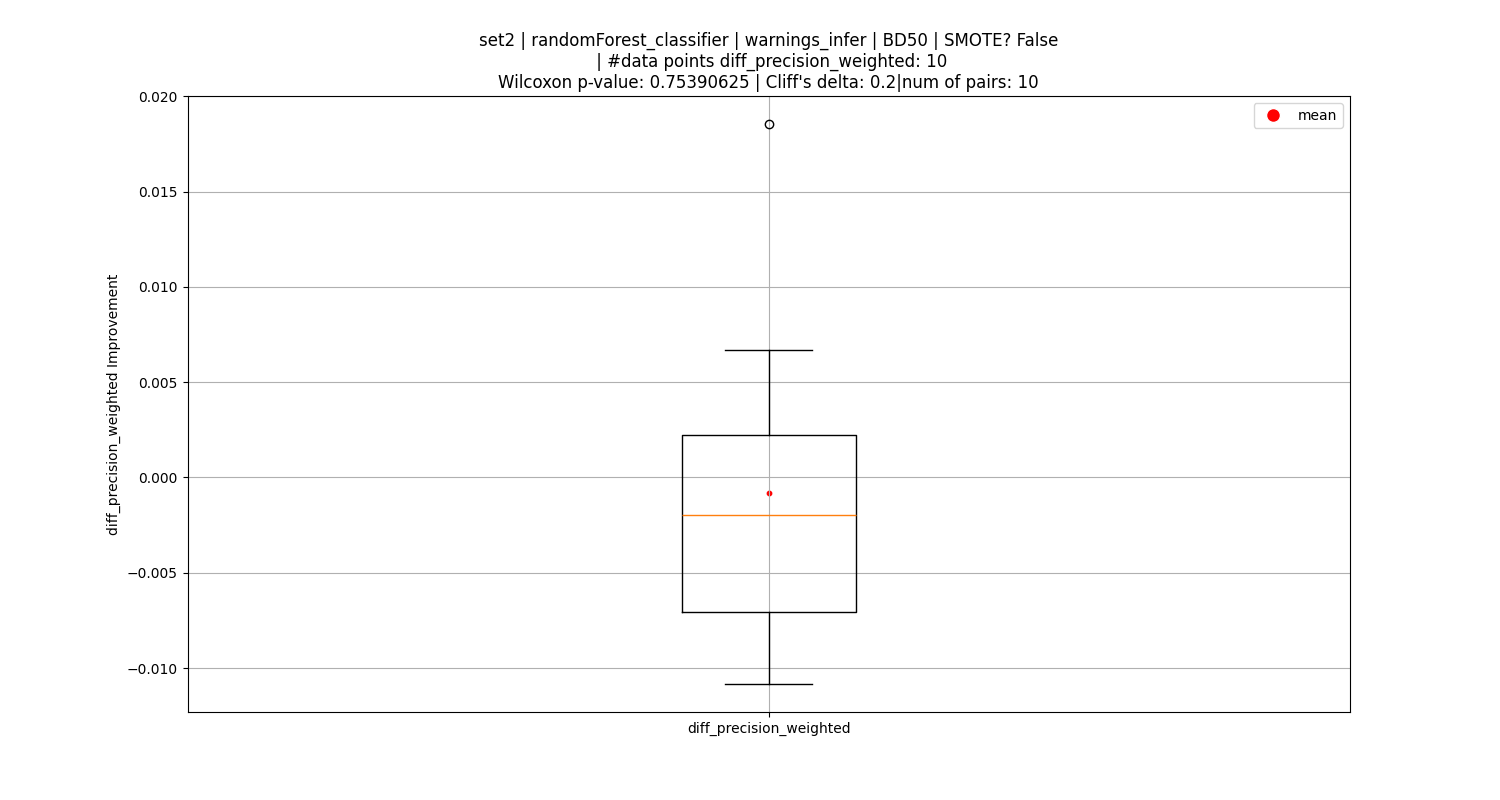 set2 | randomForest_classifier | warnings_infer | BD50 | SMOTE? False
| #data points diff_precision_weighted: 10
Wilcoxon p-value: 0.75390625 | Cliff's delta: 0.2|num of pairs: 10
mean
0.020
0.015
0.010
0.005
0.000
−0.005
−0.010
diff_precision_weighted Improvement
diff_precision_weighted